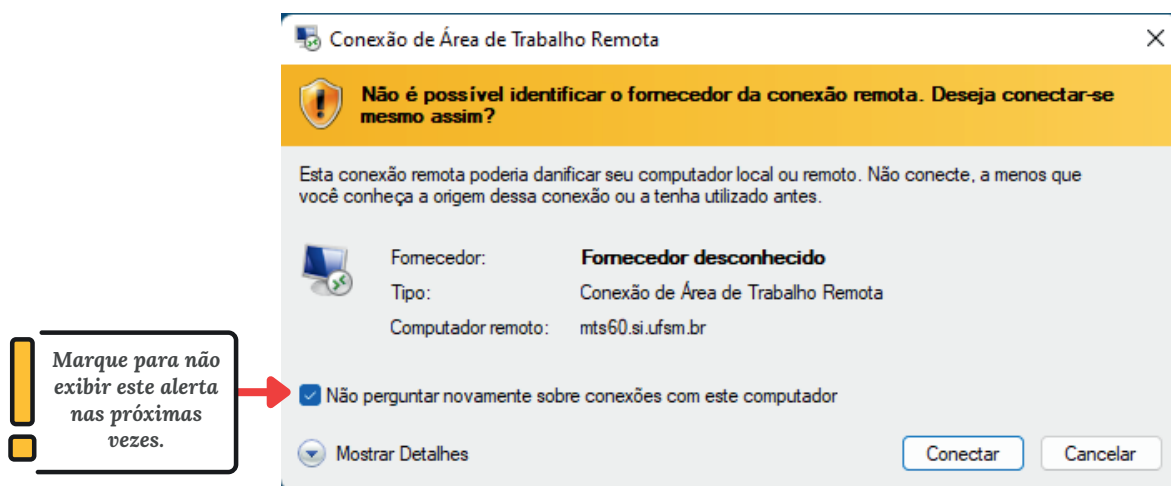 Conexão de Área de Trabalho Remota
Não é possível identificar o fornecedor da conexão remota. Deseja conectar-se
mesmo assim?
Esta conexão remota poderia danificar seu computador local ou remoto. Não conecte, a menos que
você conheça a origem dessa conexão ou a tenha utilizado antes.
Fornecedor: Fornecedor desconhecido
Tipo: Conexão de Área de Trabalho Remota
Computador remoto: mts60.si.ufsm.br
Marque para não
exibir este alerta
nas próximas
vezes.
Não perguntar novamente sobre conexões com este computador
Mostrar Detalhes
Conectar
Cancelar